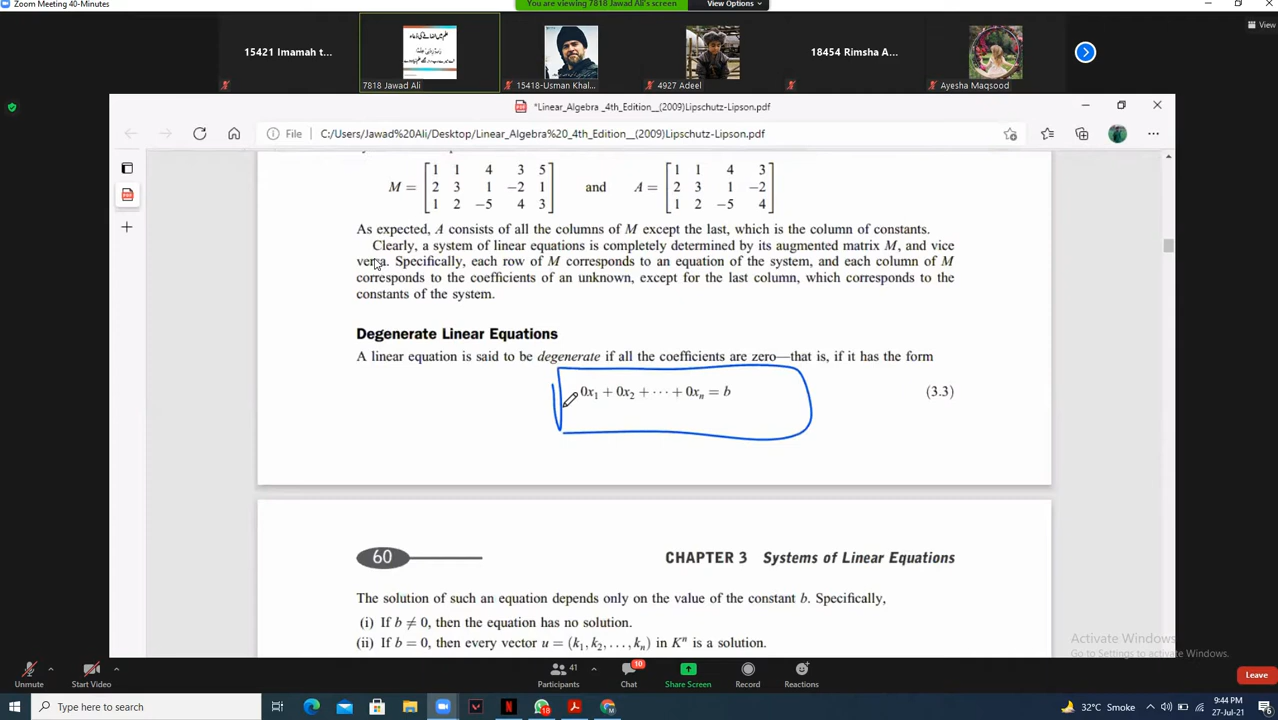 Zoom Meeting 40-Minutes
You are viewing 7818 Jawad Ali's screen
View Options
View
15421 Imamah t...
7818 Jawad Ali
15418-Usman Khal...
4927 Adeel
18454 Rimsha A...
Ayesha Maqsood
*Linear_Algebra _4th_Edition__(2009)Lipschutz-Lipson.pdf
File C:/Users/Jawad%20Ali/Desktop/Linear_Algebra%20_4th_Edition__(2009)Lipschutz-Lipson.pdf
M = [1 1 4 3 5
2 3 1 −2 1
1 2 −5 4 3] and A = [1 1 4 3
2 3 1 −2
1 2 −5 4]
As expected, A consists of all the columns of M except the last, which is the column of constants.
Clearly, a system of linear equations is completely determined by its augmented matrix M, and vice
versa. Specifically, each row of M corresponds to an equation of the system, and each column of M
corresponds to the coefficients of an unknown, except for the last column, which corresponds to the
constants of the system.
Degenerate Linear Equations
A linear equation is said to be degenerate if all the coefficients are zero—that is, if it has the form
0x₁ + 0x₂ + ··· + 0xₙ = b (3.3)
60 CHAPTER 3 Systems of Linear Equations
The solution of such an equation depends only on the value of the constant b. Specifically,
(i) If b ≠ 0, then the equation has no solution.
(ii) If b = 0, then every vector u = (k₁, k₂, ..., kₙ) in Kⁿ is a solution.
Activate Windows
Go to Settings to activate Windows.
Unmute
Start Video
41
Participants
10
Chat
Share Screen
Record
Reactions
Leave
Type here to search
18
32°C Smoke
9:44 PM
27-Jul-21